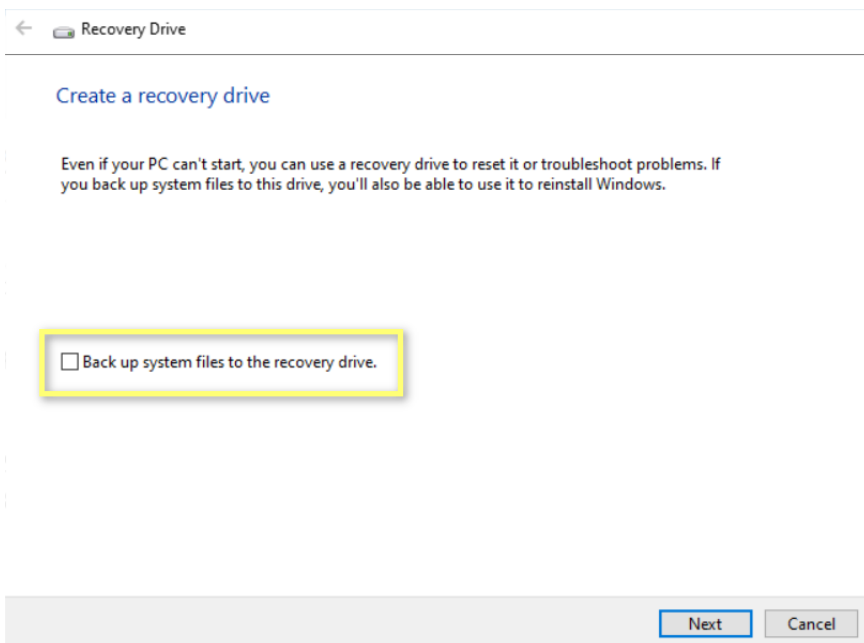 Recovery Drive
Create a recovery drive
Even if your PC can't start, you can use a recovery drive to reset it or troubleshoot problems. If
you back up system files to this drive, you'll also be able to use it to reinstall Windows.
Back up system files to the recovery drive.
Next Cancel